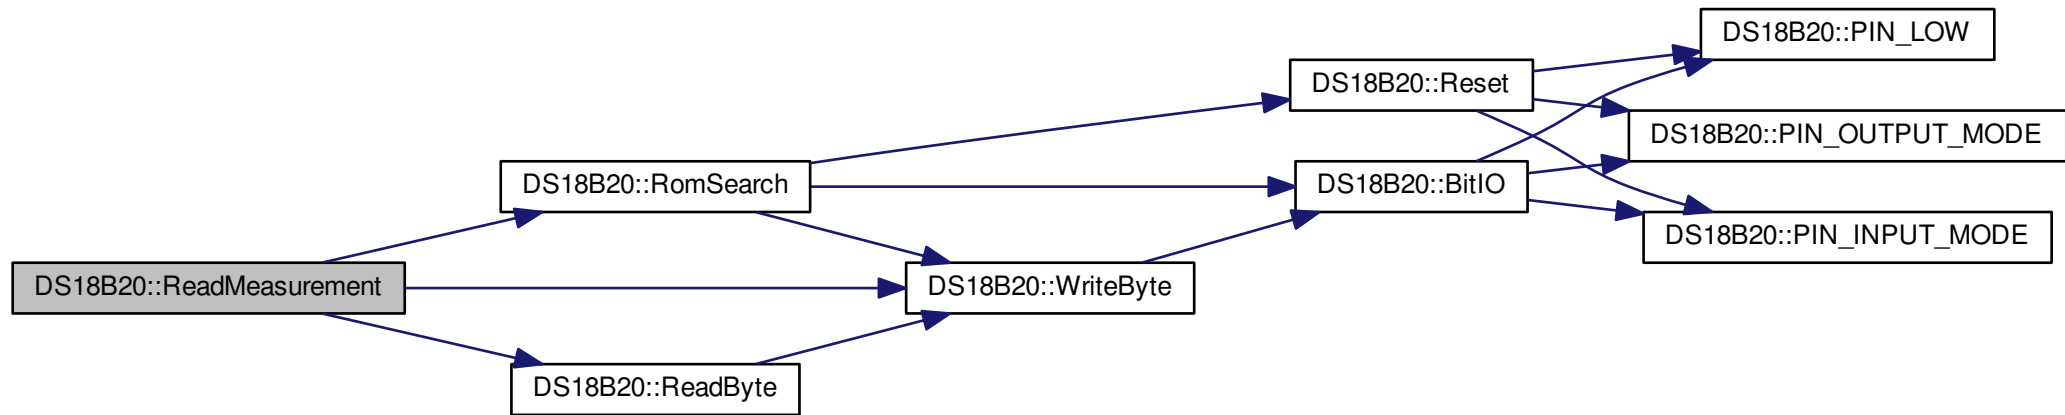 DS18B20::PIN_LOW
DS18B20::Reset
DS18B20::PIN_OUTPUT_MODE
DS18B20::RomSearch
DS18B20::BitIO
DS18B20::PIN_INPUT_MODE
DS18B20::ReadMeasurement
DS18B20::WriteByte
DS18B20::ReadByte